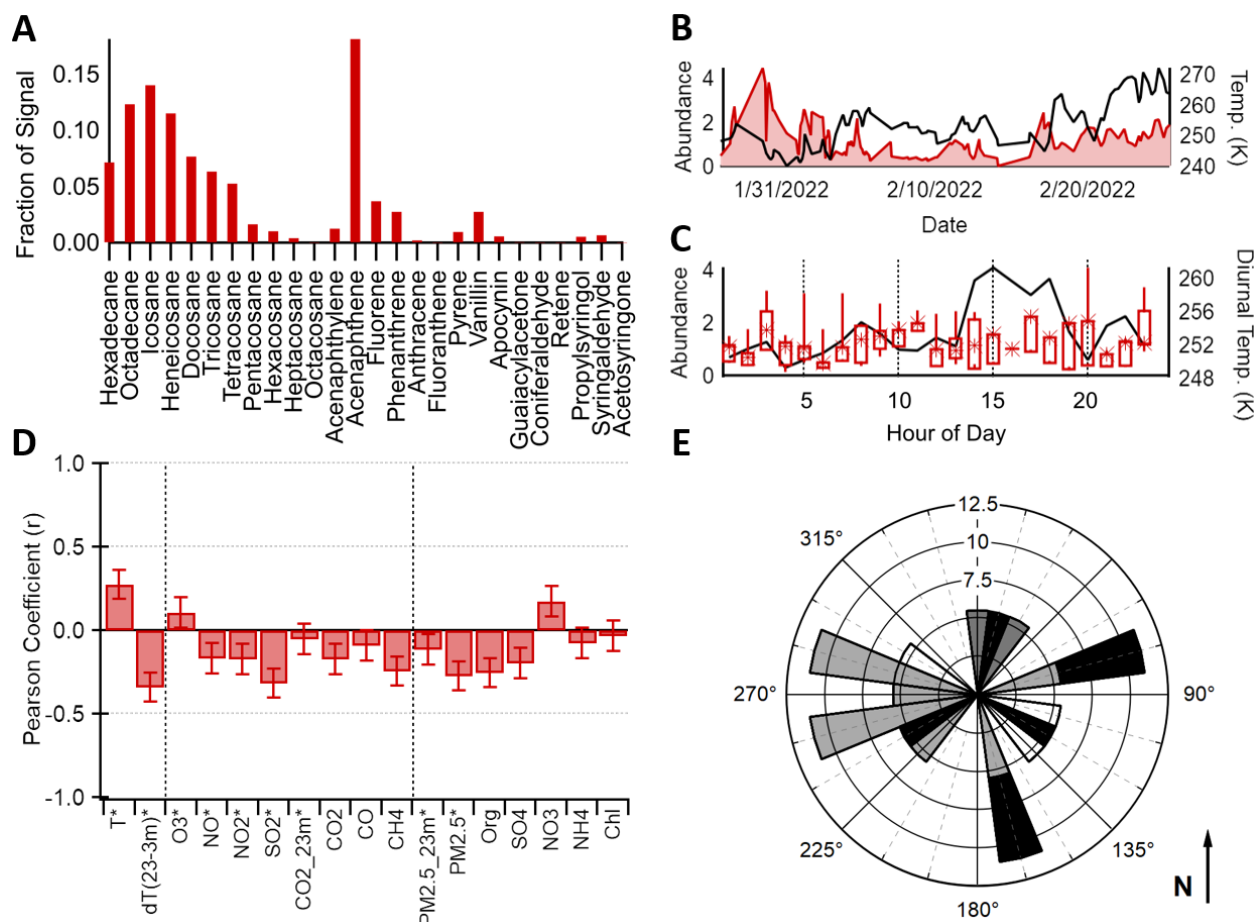 A
Fraction of Signal
0.15
0.10
0.05
0.00
Hexadecane
Octadecane
Icosane
Heneicosane
Docosane
Tricosane
Tetracosane
Pentacosane
Hexacosane
Heptacosane
Octacosane
Acenaphthylene
Acenaphthene
Fluorene
Phenanthrene
Anthracene
Fluoranthene
Pyrene
Vanillin
Apocynin
Guaiacylacetone
Coniferaldehyde
Retene
Propylsyringol
Syringaldehyde
Acetosyringone
B
Abundance
4
2
0
270
260
250
240
Temp. (K)
1/31/2022
2/10/2022
2/20/2022
Date
C
Abundance
4
2
0
260
256
252
248
Diurnal Temp.
(K)
5
10
15
20
Hour of Day
D
Pearson Coefficient (r)
1.0
0.5
0.0
-0.5
-1.0
T*
dT(23-3m)*
O3*
NO*
NO2*
SO2*
CO2_23m*
CO2
CO
CH4
PM2.5_23m*
PM2.5*
Org
SO4
NO3
NH4
Chl
E
12.5
10
7.5
315°
270°
225°
180°
135°
90°
N